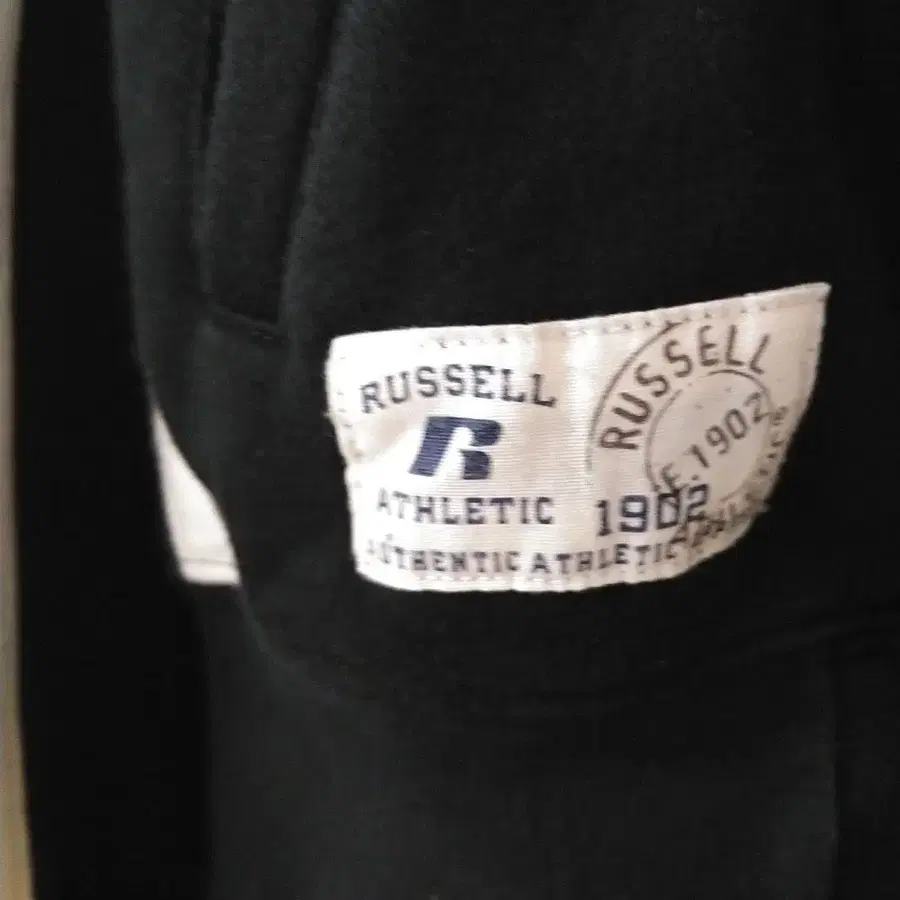 RUSSELL
R
ATHLETIC
AUTHENTIC ATHLETIC
1902
RUSSELL
E.1902